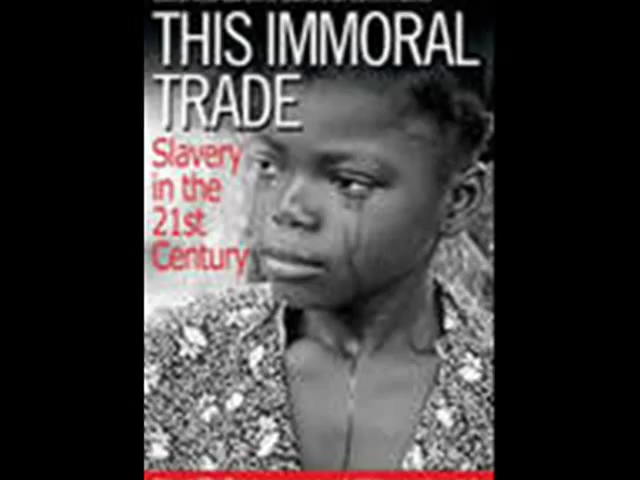 THIS IMMORAL
TRADE
Slavery
in the
21st
Century